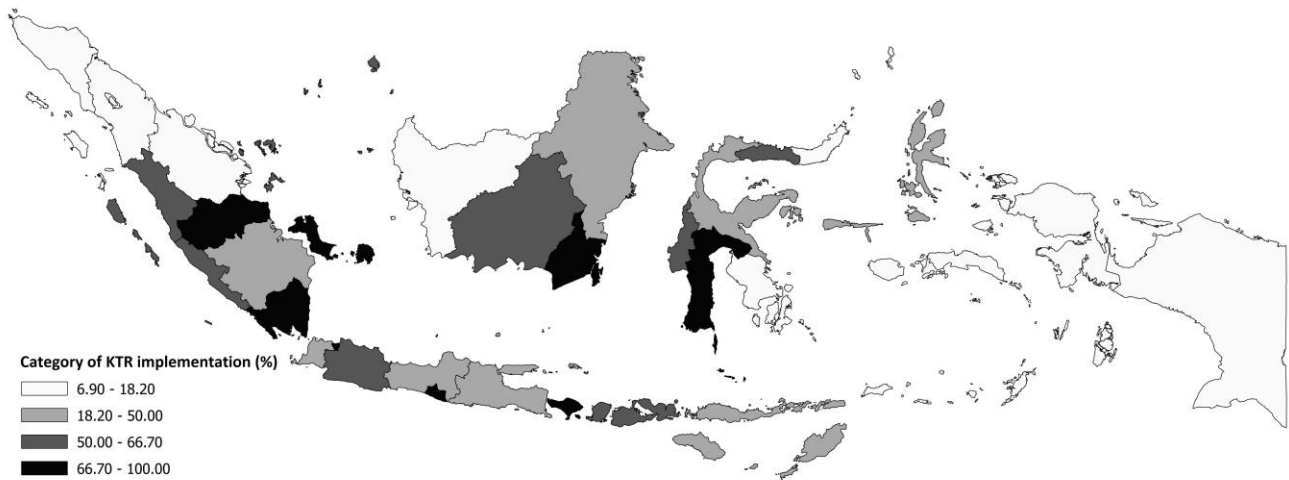 Category of KTR implementation (%)
6.90 - 18.20
18.20 - 50.00
50.00 - 66.70
66.70 - 100.00